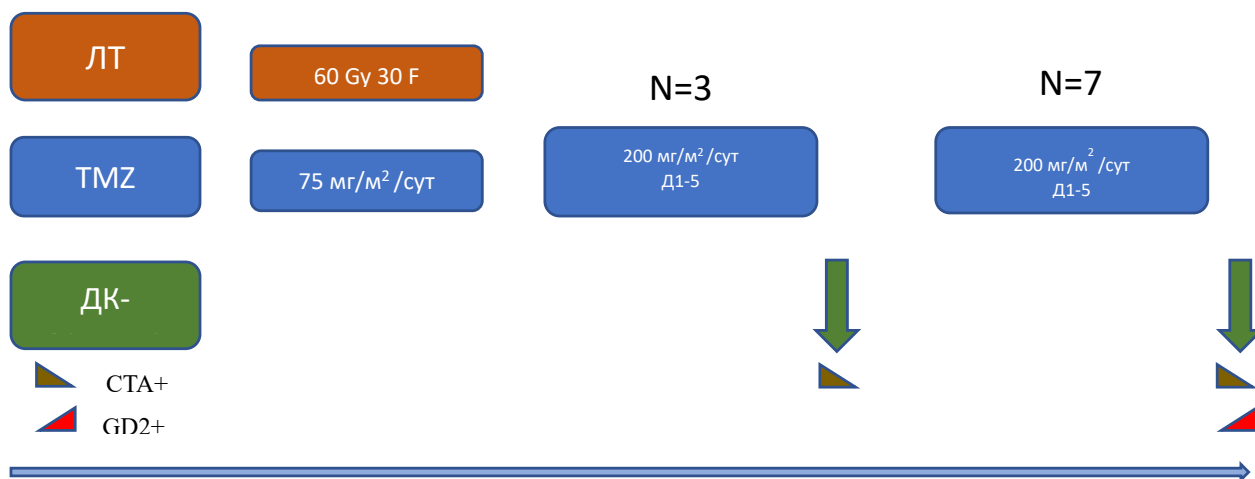 ЛТ
60 Gy 30 F
N=3
N=7
TMZ
75 мг/м² /сут
200 мг/м² /сут
Д1-5
200 мг/м² /сут
Д1-5
ДК-
CTA+
GD2+